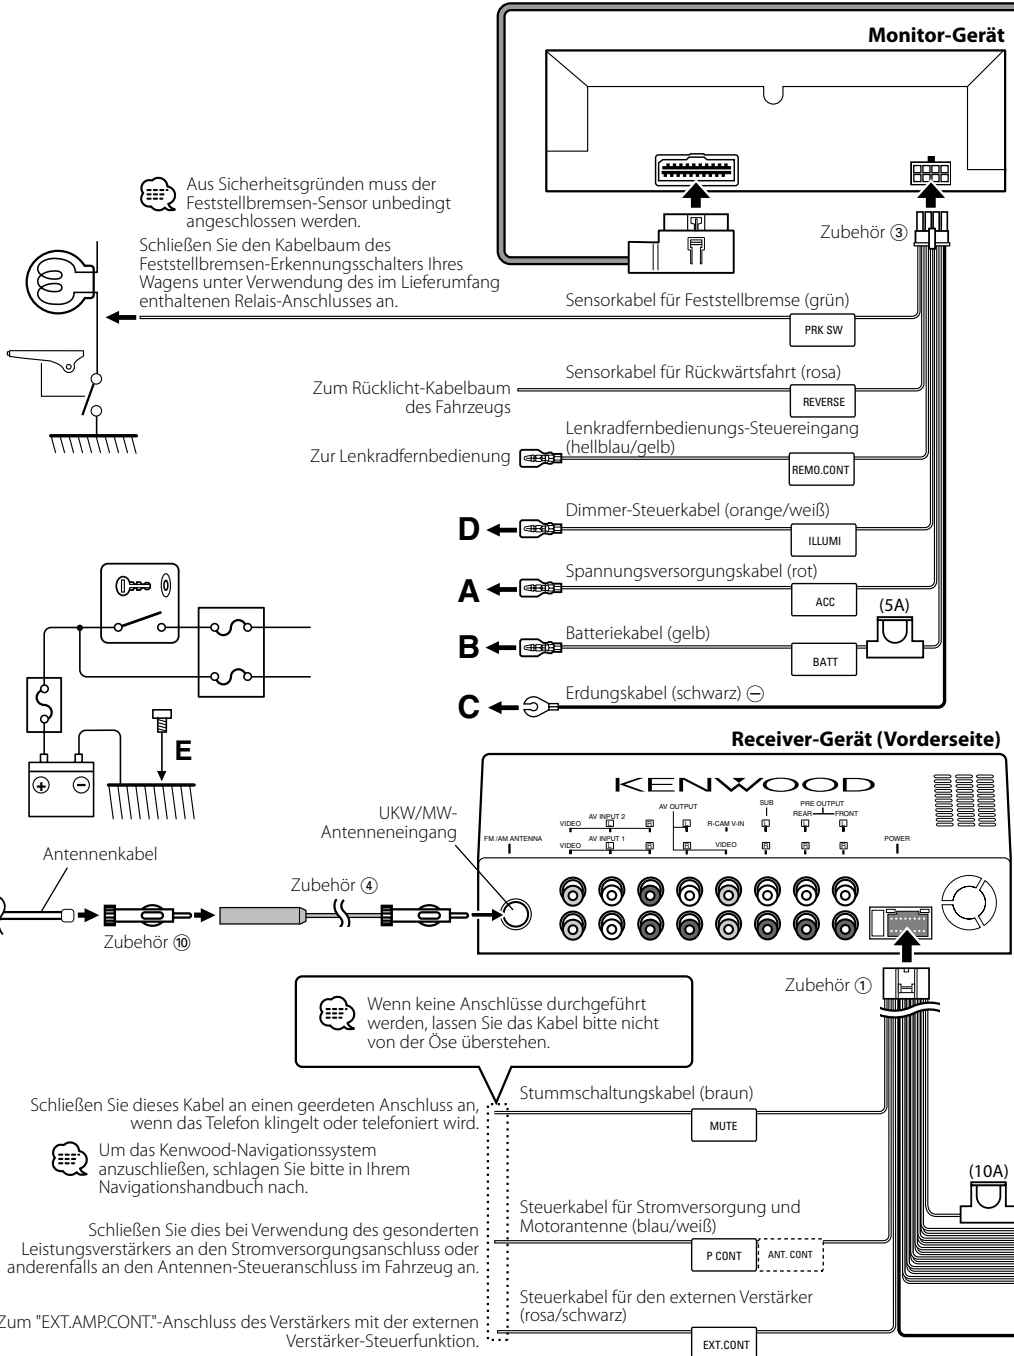 Monitor-Gerät
Aus Sicherheitsgründen muss der
Feststellbremsen-Sensor unbedingt
angeschlossen werden.
Schließen Sie den Kabelbaum des
Feststellbremsen-Erkennungsschalters Ihres
Wagens unter Verwendung des im Lieferumfang
enthaltenen Relais-Anschlusses an.
Zubehör ③
Sensorkabel für Feststellbremse (grün)
PRK SW
Sensorkabel für Rückwärtsfahrt (rosa)
Zum Rücklicht-Kabelbaum
des Fahrzeugs
REVERSE
Lenkradfernbedienungs-Steuereingang
(hellblau/gelb)
Zur Lenkradfernbedienung
REMO.CONT
Dimmer-Steuerkabel (orange/weiß)
D
ILLUMI
Spannungsversorgungskabel (rot)
A
ACC
(5A)
Batteriekabel (gelb)
B
BATT
Erdungskabel (schwarz) ⊖
C
E
⊕ ⊖
Receiver-Gerät (Vorderseite)
KENWOOD
FM /AM ANTENNA
VIDEO
AV INPUT 2
L
R
AV OUTPUT
L
R-CAM V-IN
SUB
L
PRE OUTPUT
REAR
FRONT
L
L
POWER
VIDEO
AV INPUT 1
L
R
R
VIDEO
R
R
R
UKW/MW-
Antenneneingang
Antennenkabel
Zubehör ④
Zubehör ⑩
Zubehör ①
Wenn keine Anschlüsse durchgeführt
werden, lassen Sie das Kabel bitte nicht
von der Öse überstehen.
Stummschaltungskabel (braun)
Schließen Sie dieses Kabel an einen geerdeten Anschluss an,
wenn das Telefon klingelt oder telefoniert wird.
MUTE
Um das Kenwood-Navigationssystem
anzuschließen, schlagen Sie bitte in Ihrem
Navigationshandbuch nach.
(10A)
Steuerkabel für Stromversorgung und
Motorantenne (blau/weiß)
Schließen Sie dies bei Verwendung des gesonderten
Leistungsverstärkers an den Stromversorgungsanschluss oder
anderenfalls an den Antennen-Steueranschluss im Fahrzeug an.
P CONT
ANT. CONT
Steuerkabel für den externen Verstärker
(rosa/schwarz)
Zum "EXT.AMP.CONT."-Anschluss des Verstärkers mit der externen
Verstärker-Steuerfunktion.
EXT.CONT